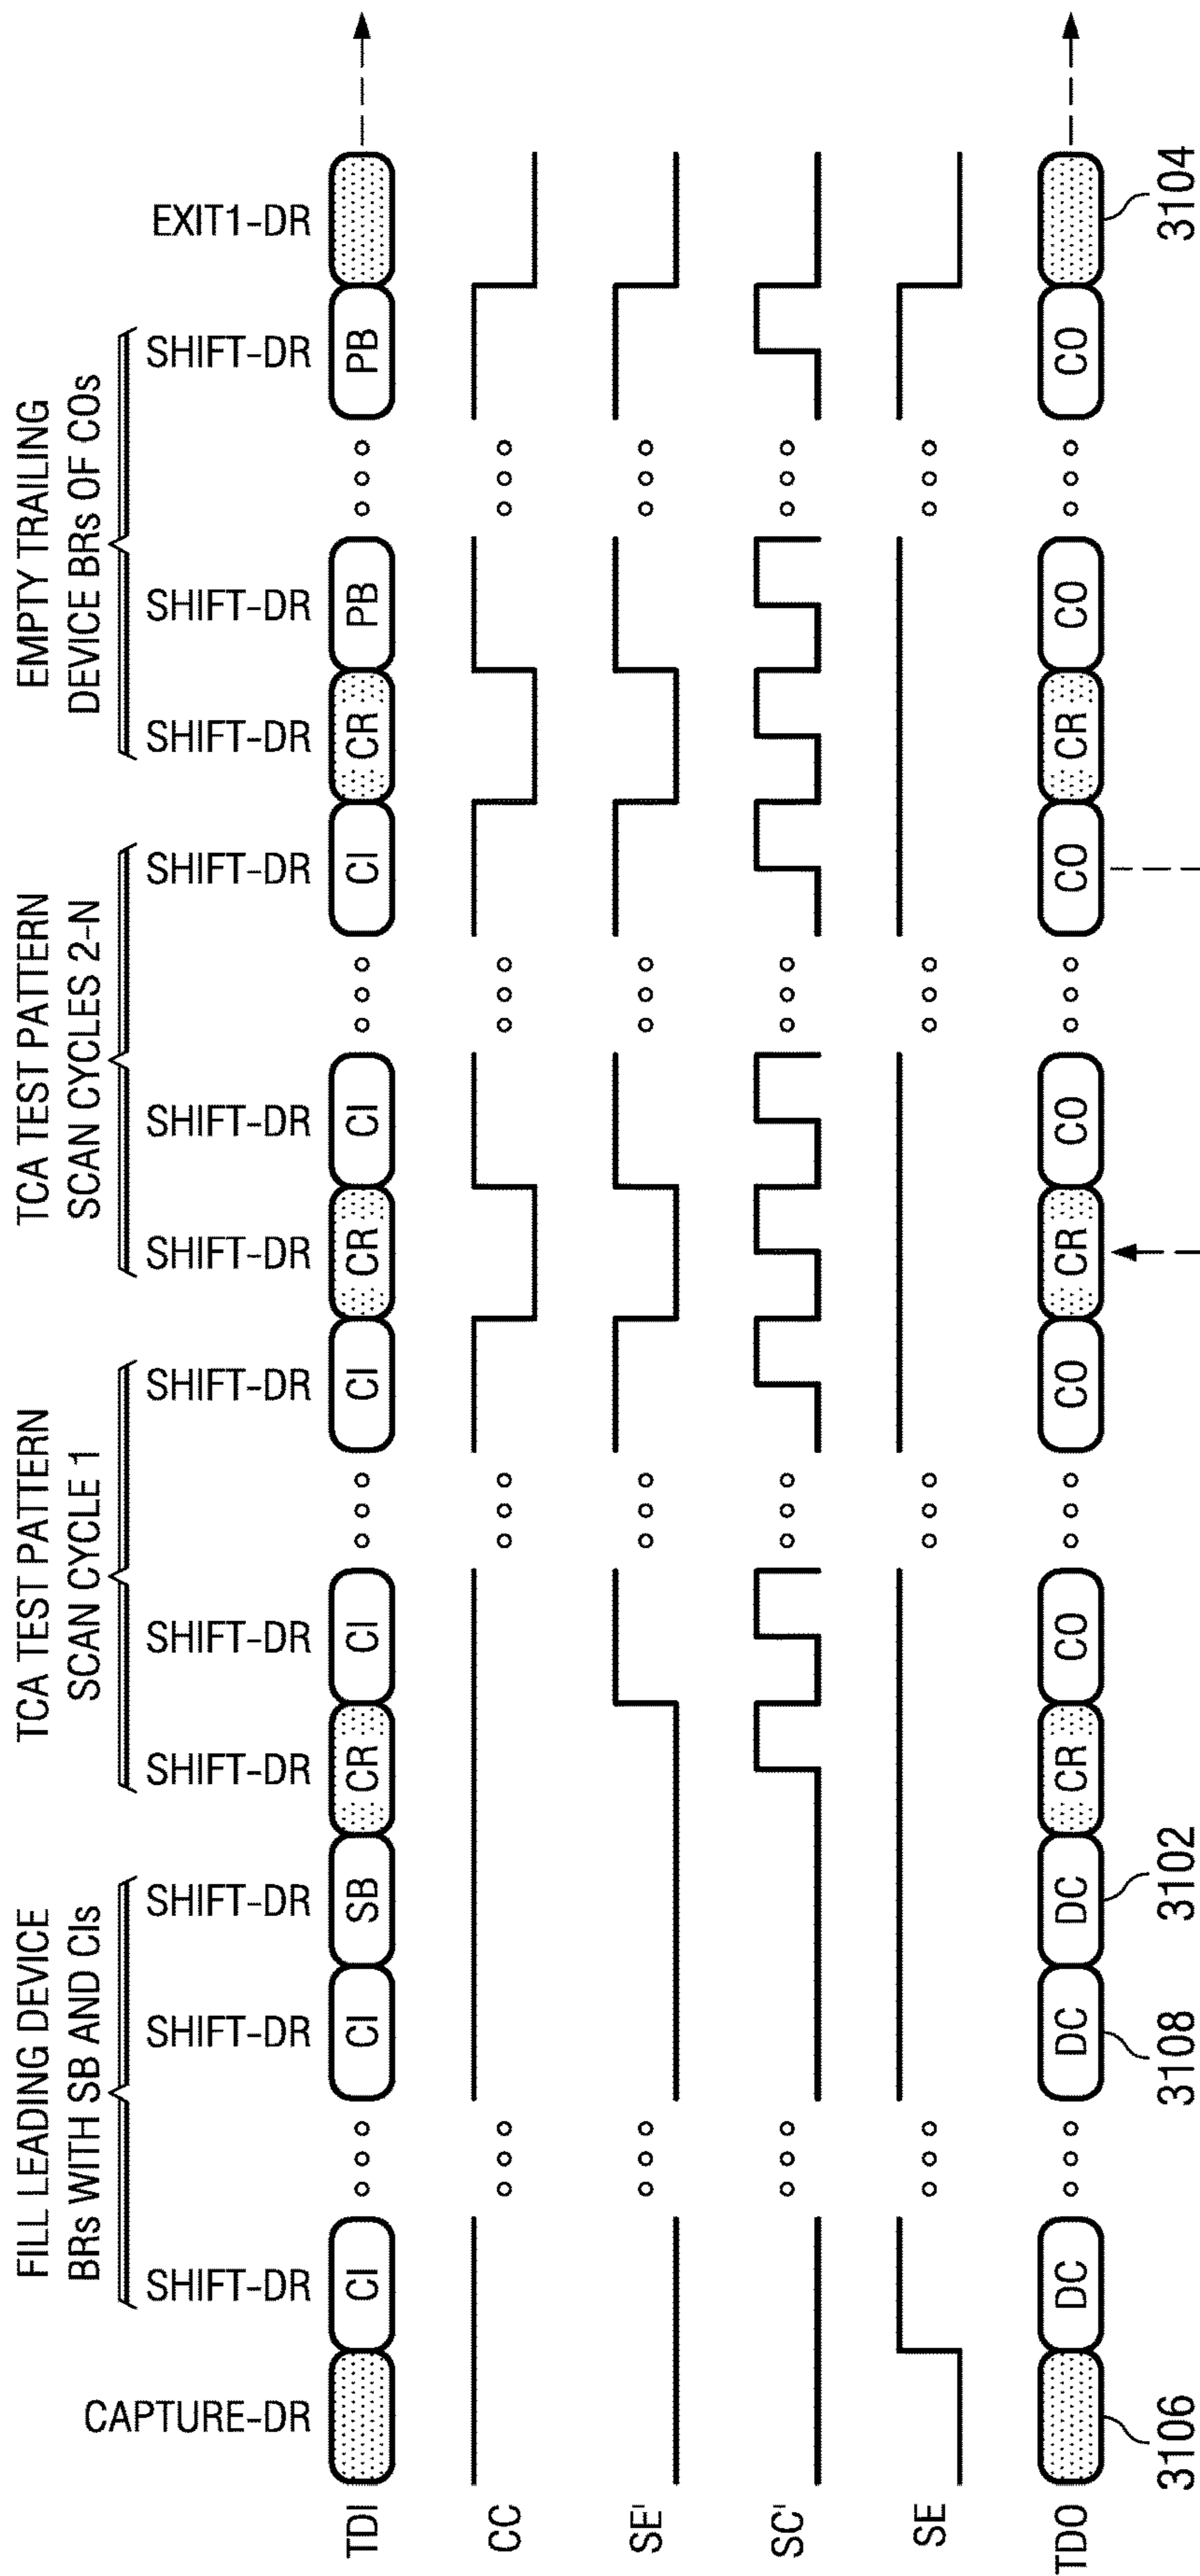 FILL LEADING DEVICE
BRs WITH SB AND CIs
TCA TEST PATTERN
SCAN CYCLE 1
TCA TEST PATTERN
SCAN CYCLES 2-N
EMPTY TRAILING
DEVICE BRs OF COs
CAPTURE-DR SHIFT-DR SHIFT-DR SHIFT-DR SHIFT-DR SHIFT-DR SHIFT-DR SHIFT-DR SHIFT-DR SHIFT-DR SHIFT-DR SHIFT-DR SHIFT-DR EXIT1-DR
TDI CI CI SB CR CI CI CR CI CI CR PB PB
CC
SE'
SC'
SE
TDO DC DC DC CR CO CO CR CO CO CR CO CO
3106 3108 3102 3104